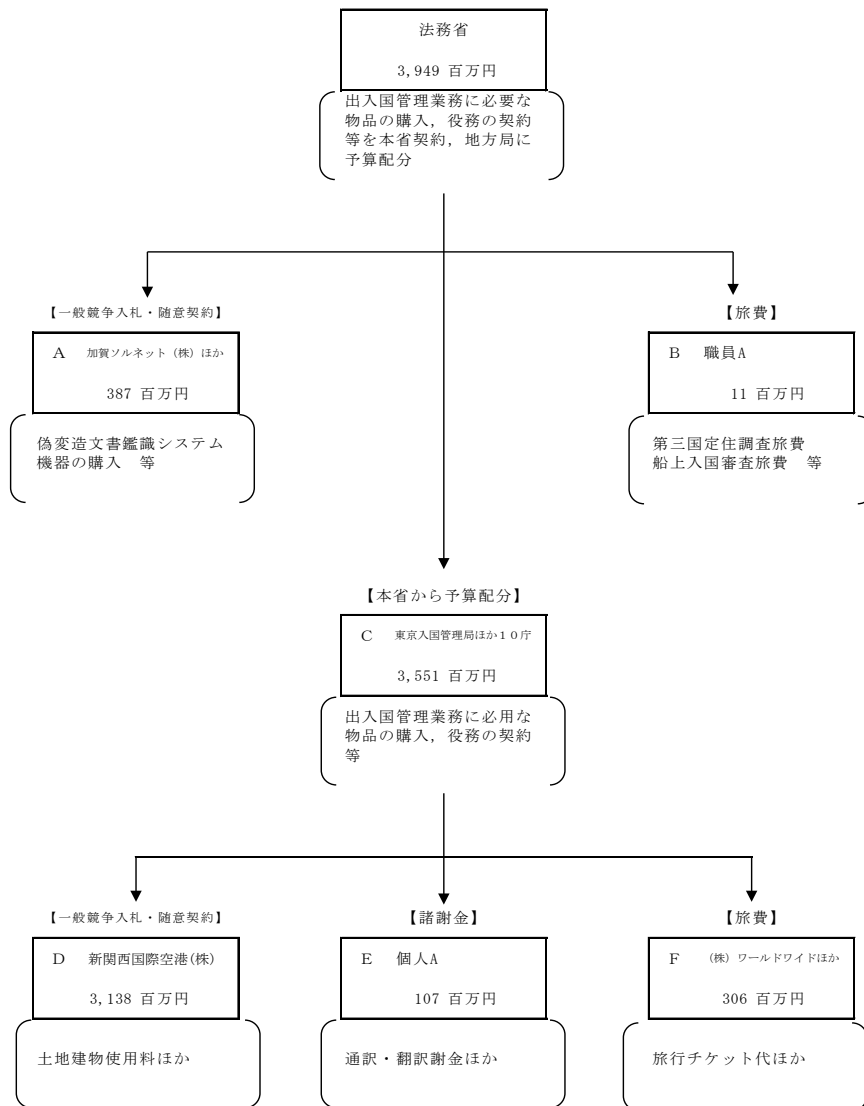 法務省
3,949 百万円
出入国管理業務に必要な
物品の購入，役務の契約
等を本省契約，地方局に
予算配分
【一般競争入札・随意契約】
【旅費】
A 加賀ソルネット（株）ほか
387 百万円
B 職員A
11 百万円
偽変造文書鑑識システム
機器の購入　等
第三国定住調査旅費
船上入国審査旅費　等
【本省から予算配分】
C 東京入国管理局ほか１０庁
3,551 百万円
出入国管理業務に必用な
物品の購入，役務の契約
等
【一般競争入札・随意契約】
【諸謝金】
【旅費】
D 新関西国際空港(株)
3,138 百万円
E 個人A
107 百万円
F （株）ワールドワイドほか
306 百万円
土地建物使用料ほか
通訳・翻訳謝金ほか
旅行チケット代ほか